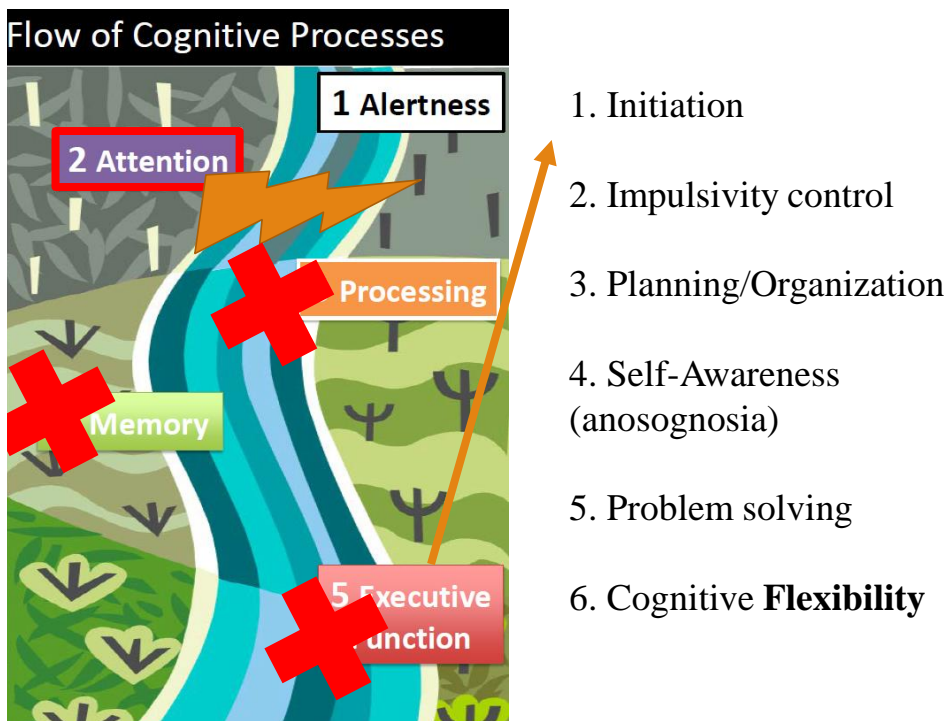 Flow of Cognitive Processes
1 Alertness
2 Attention
Processing
Memory
5 Executive
Function
1. Initiation
2. Impulsivity control
3. Planning/Organization
4. Self-Awareness
(anosognosia)
5. Problem solving
6. Cognitive Flexibility